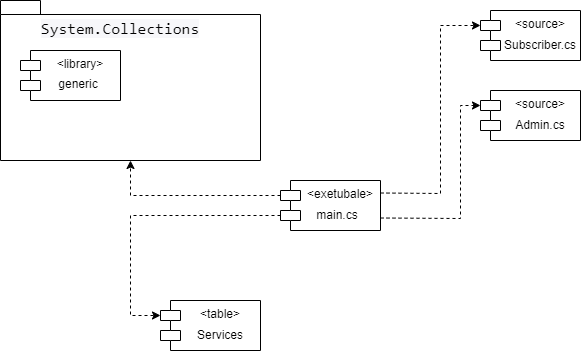 System.Collections
<library>
generic
<source>
Subscriber.cs
<source>
Admin.cs
<exetubale>
main.cs
<table>
Services